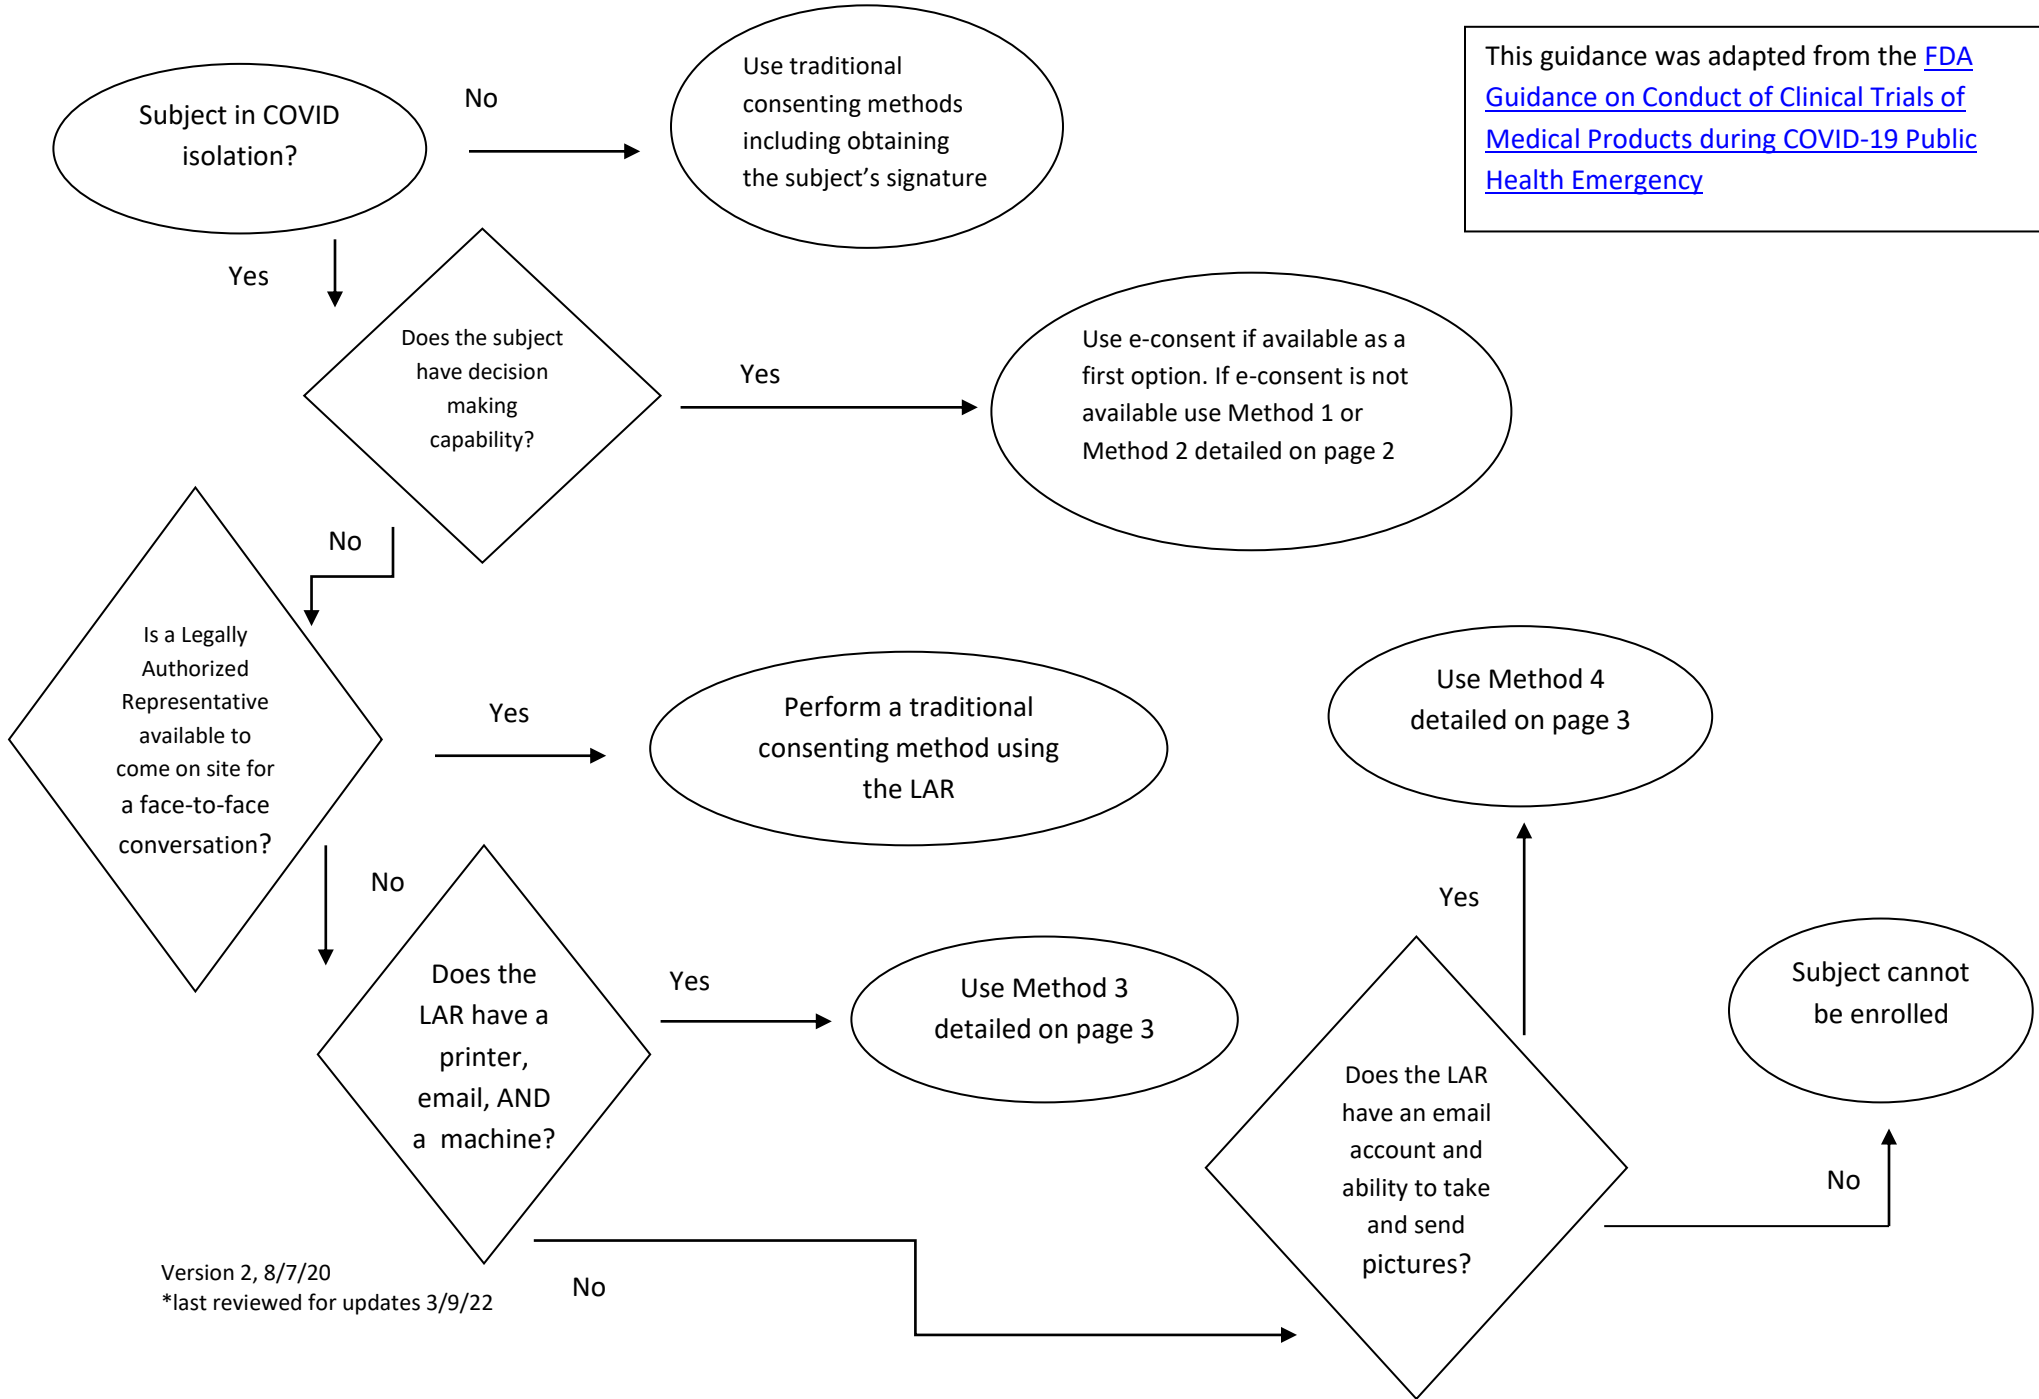 Subject in COVID
isolation?
No
Use traditional
consenting methods
including obtaining
the subject’s signature
This guidance was adapted from the FDA
Guidance on Conduct of Clinical Trials of
Medical Products during COVID-19 Public
Health Emergency
Yes
Does the subject
have decision
making
capability?
Yes
Use e-consent if available as a
first option. If e-consent is not
available use Method 1 or
Method 2 detailed on page 2
No
Is a Legally
Authorized
Representative
available to
come on site for
a face-to-face
conversation?
Yes
Perform a traditional
consenting method using
the LAR
Use Method 4
detailed on page 3
No
Does the
LAR have a
printer,
email, AND
a  machine?
Yes
Use Method 3
detailed on page 3
Yes
Subject cannot
be enrolled
Does the LAR
have an email
account and
ability to take
and send
pictures?
No
No
Version 2, 8/7/20
*last reviewed for updates 3/9/22